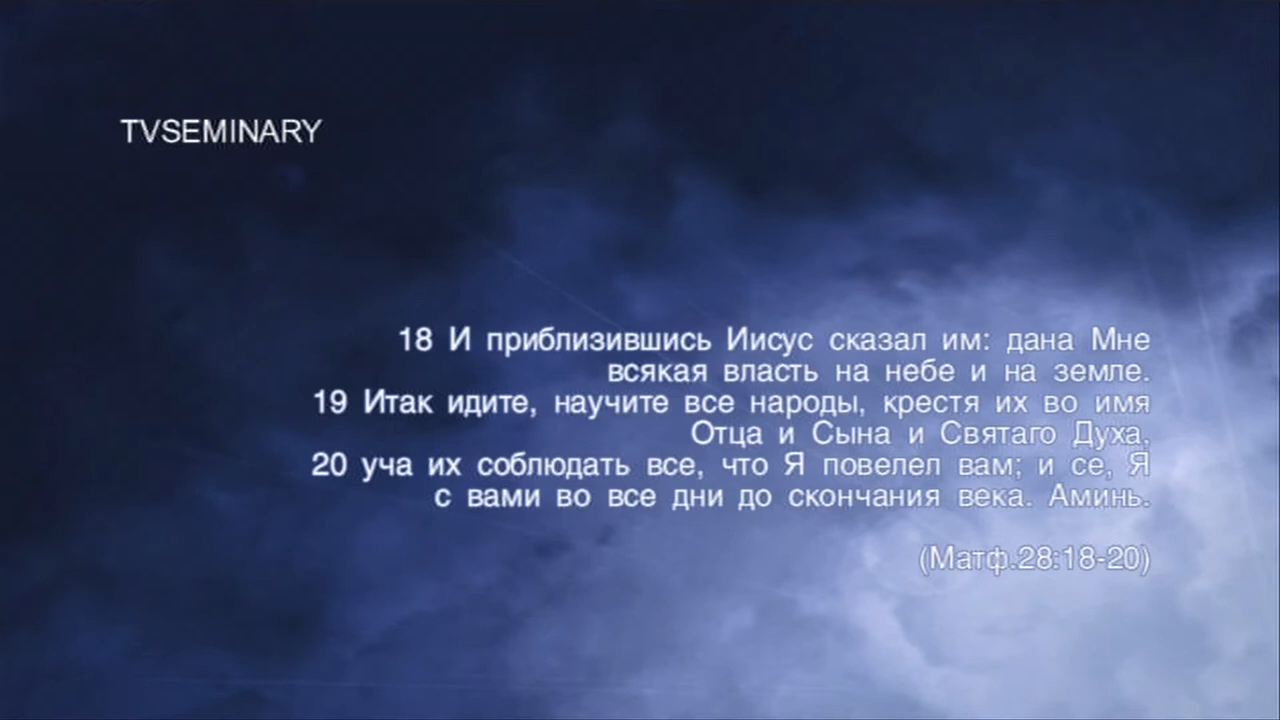 TVSEMINARY
18 И приблизившись Иисус сказал им: дана Мне
всякая власть на небе и на земле.
19 Итак идите, научите все народы, крестя их во имя
Отца и Сына и Святаго Духа,
20 уча их соблюдать все, что Я повелел вам; и се, Я
с вами во все дни до скончания века. Аминь.
(Матф.28:18-20)